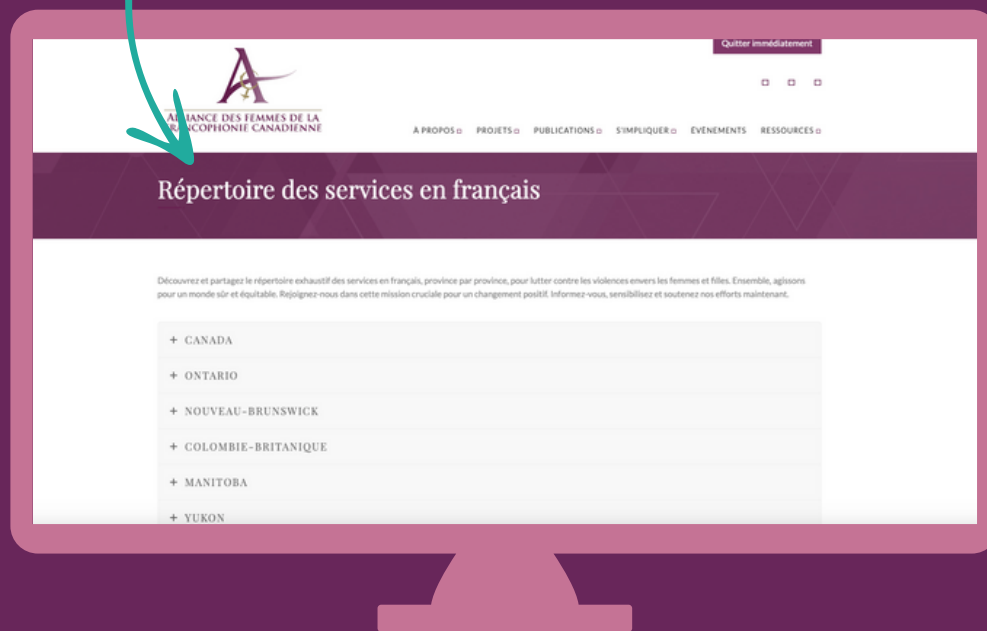 Quitter immédiatement
ALLIANCE DES FEMMES DE LA
FRANCOPHONIE CANADIENNE
À PROPOS PROJETS PUBLICATIONS S'IMPLIQUER ÉVÈNEMENTS RESSOURCES
Répertoire des services en français
Découvrez et partagez le répertoire exhaustif des services en français, province par province, pour lutter contre les violences envers les femmes et filles. Ensemble, agissons
pour un monde sûr et équitable. Rejoignez-nous dans cette mission cruciale pour un changement positif. Informez-vous, sensibilisez et soutenez nos efforts maintenant.
+ CANADA
+ ONTARIO
+ NOUVEAU-BRUNSWICK
+ COLOMBIE-BRITANIQUE
+ MANITOBA
+ YUKON